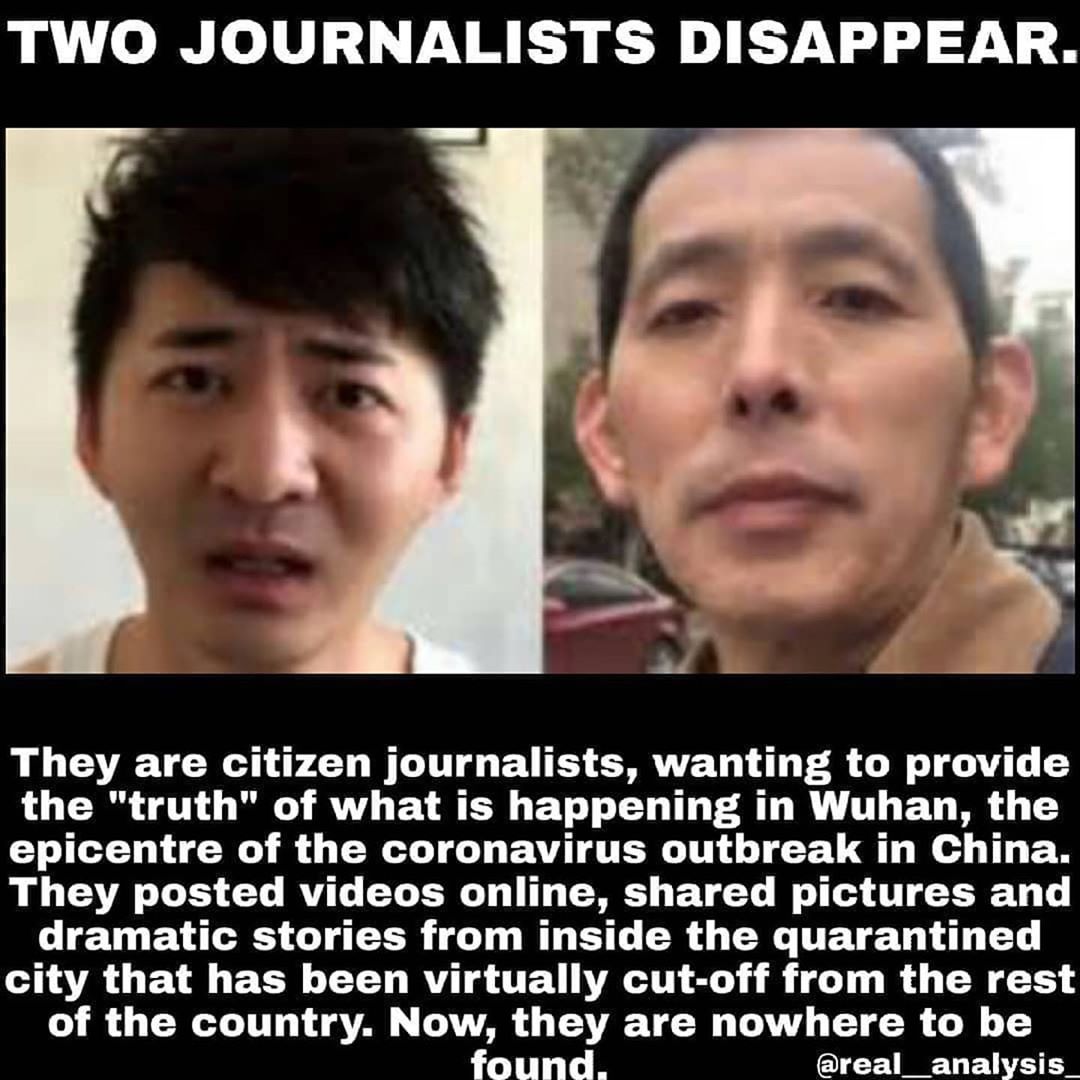 TWO JOURNALISTS DISAPPEAR.
They are citizen journalists, wanting to provide
the "truth" of what is happening in Wuhan, the
epicentre of the coronavirus outbreak in China.
They posted videos online, shared pictures and
dramatic stories from inside the quarantined
city that has been virtually cut-off from the rest
of the country. Now, they are nowhere to be
found.
@real__analysis_